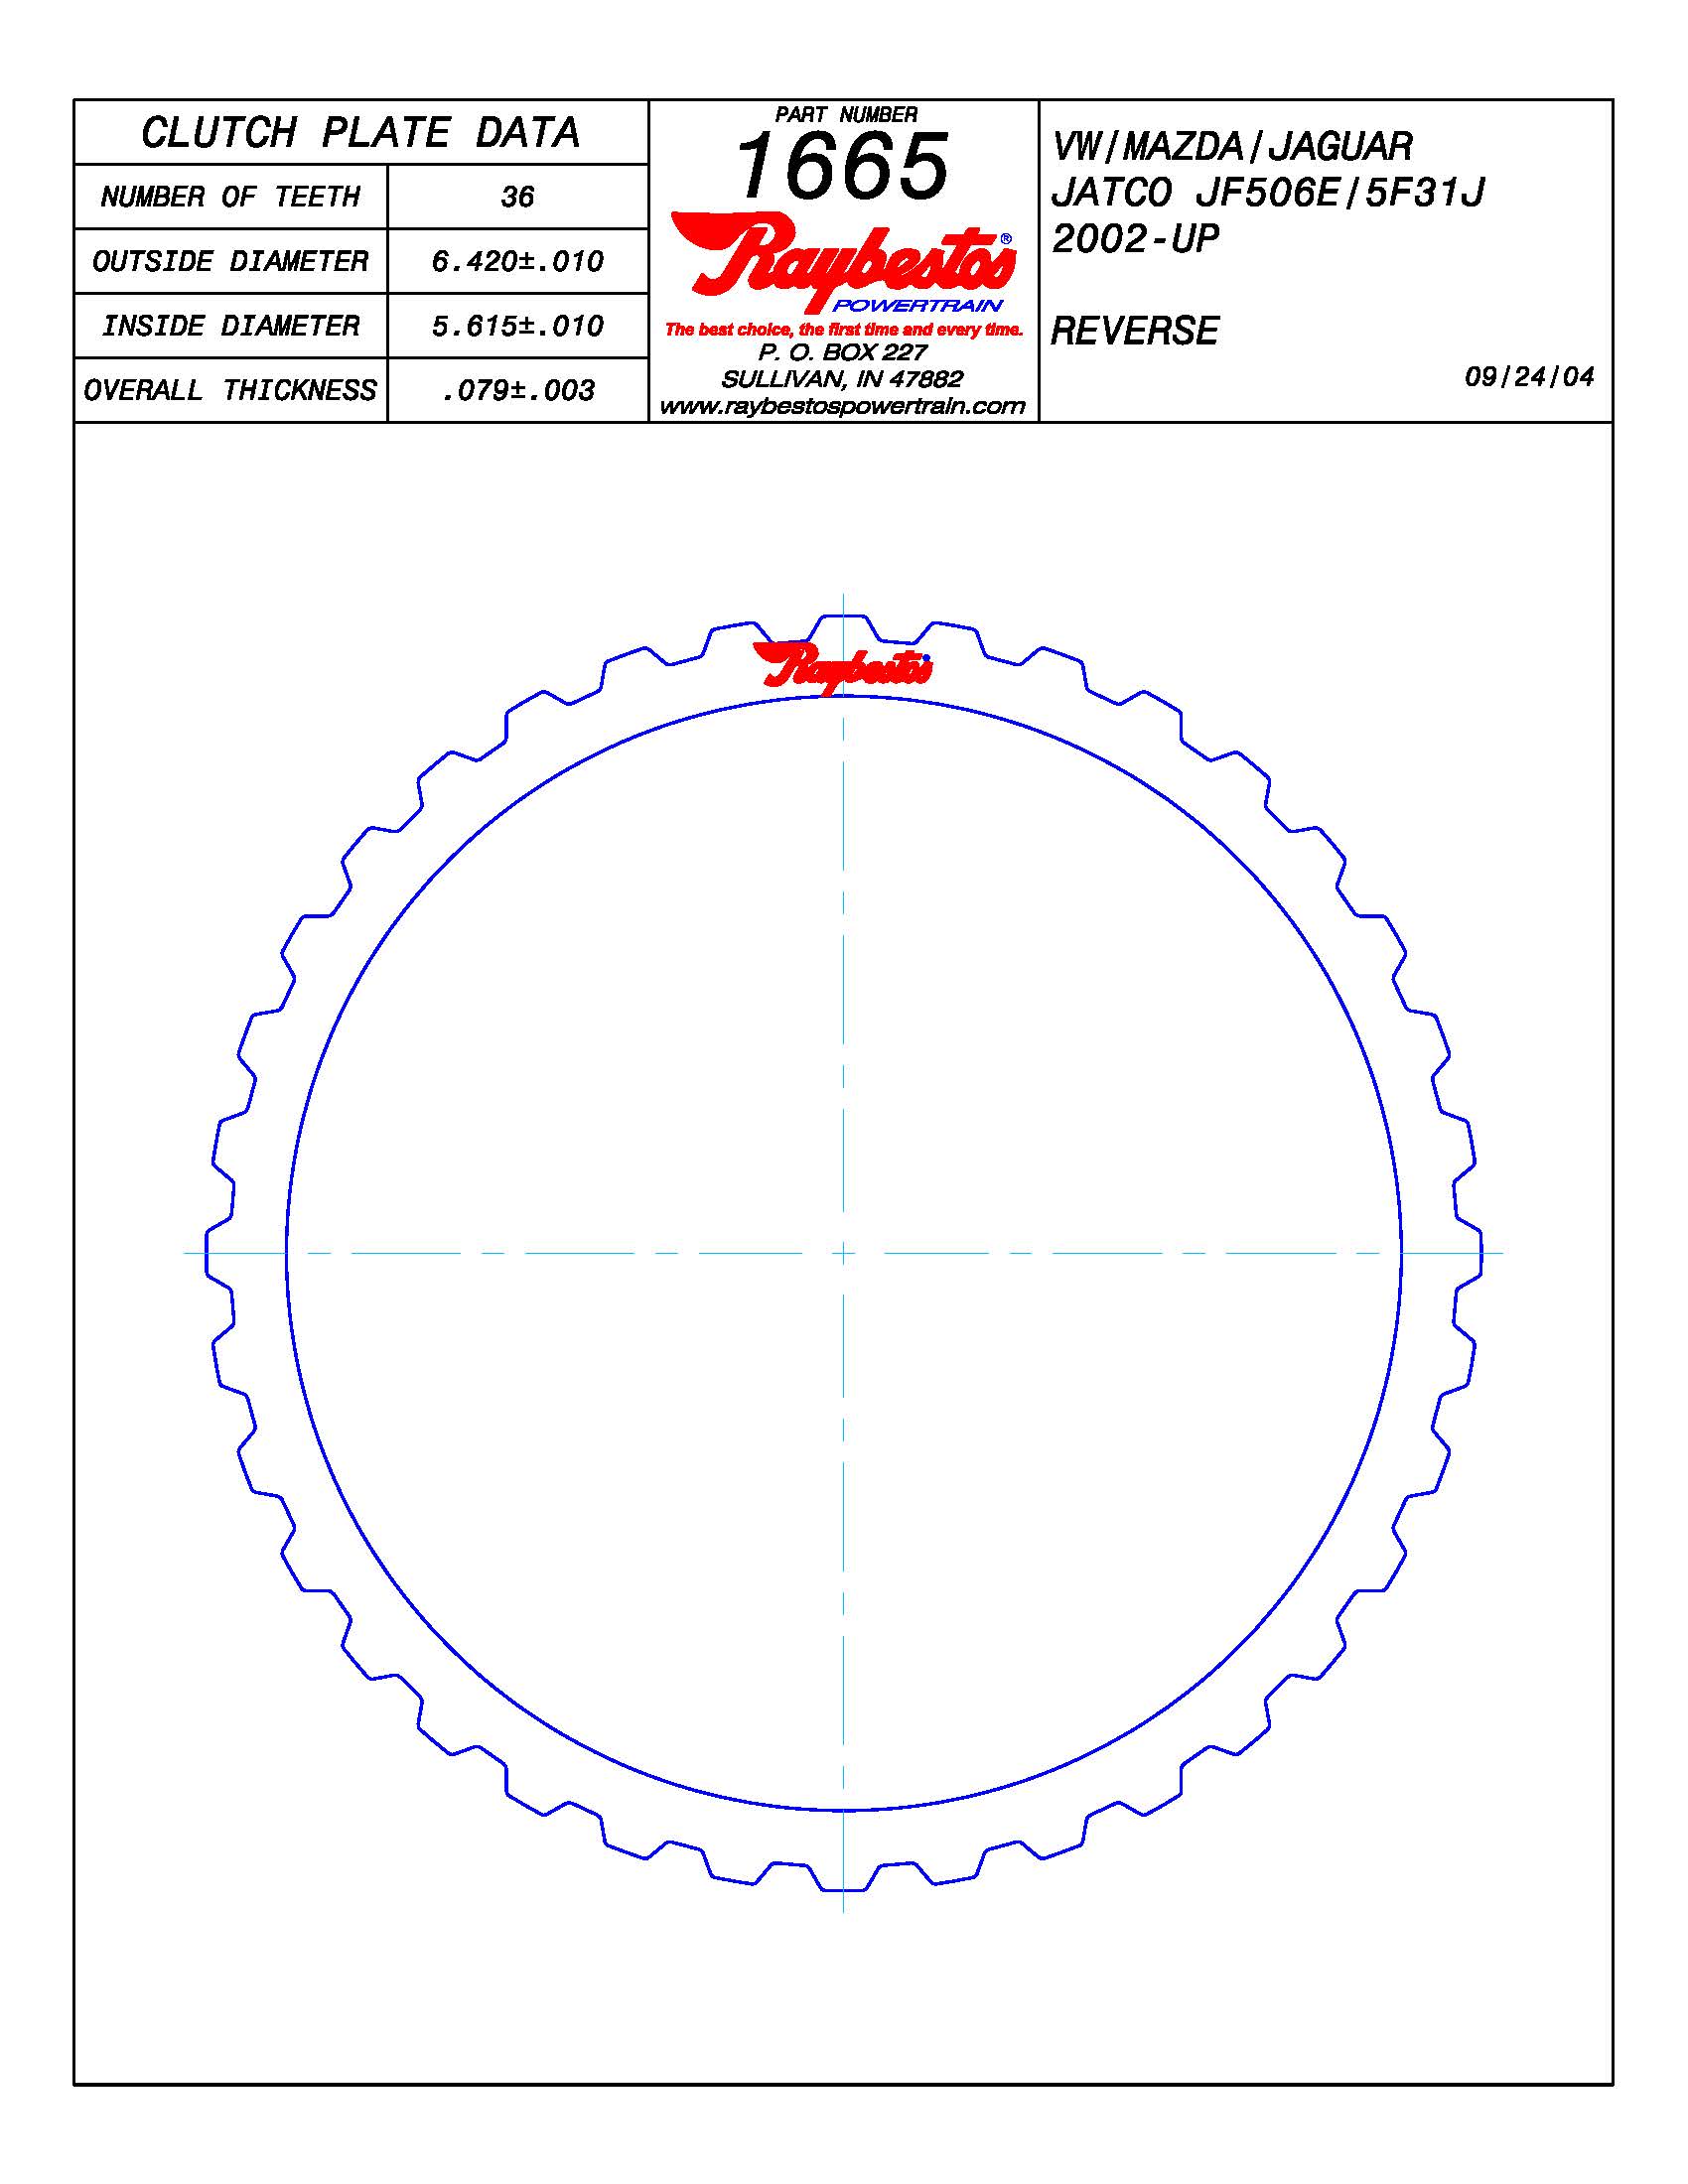 CLUTCH PLATE DATA
NUMBER OF TEETH 36
OUTSIDE DIAMETER 6.420±.010
INSIDE DIAMETER 5.615±.010
OVERALL THICKNESS .079±.003
PART NUMBER
1665
Raybestos®
POWERTRAIN
The best choice, the first time and every time.
P. O. BOX 227
SULLIVAN, IN 47882
www.raybestospowertrain.com
VW/MAZDA/JAGUAR
JATCO JF506E/5F31J
2002-UP
REVERSE
09/24/04
Raybestos